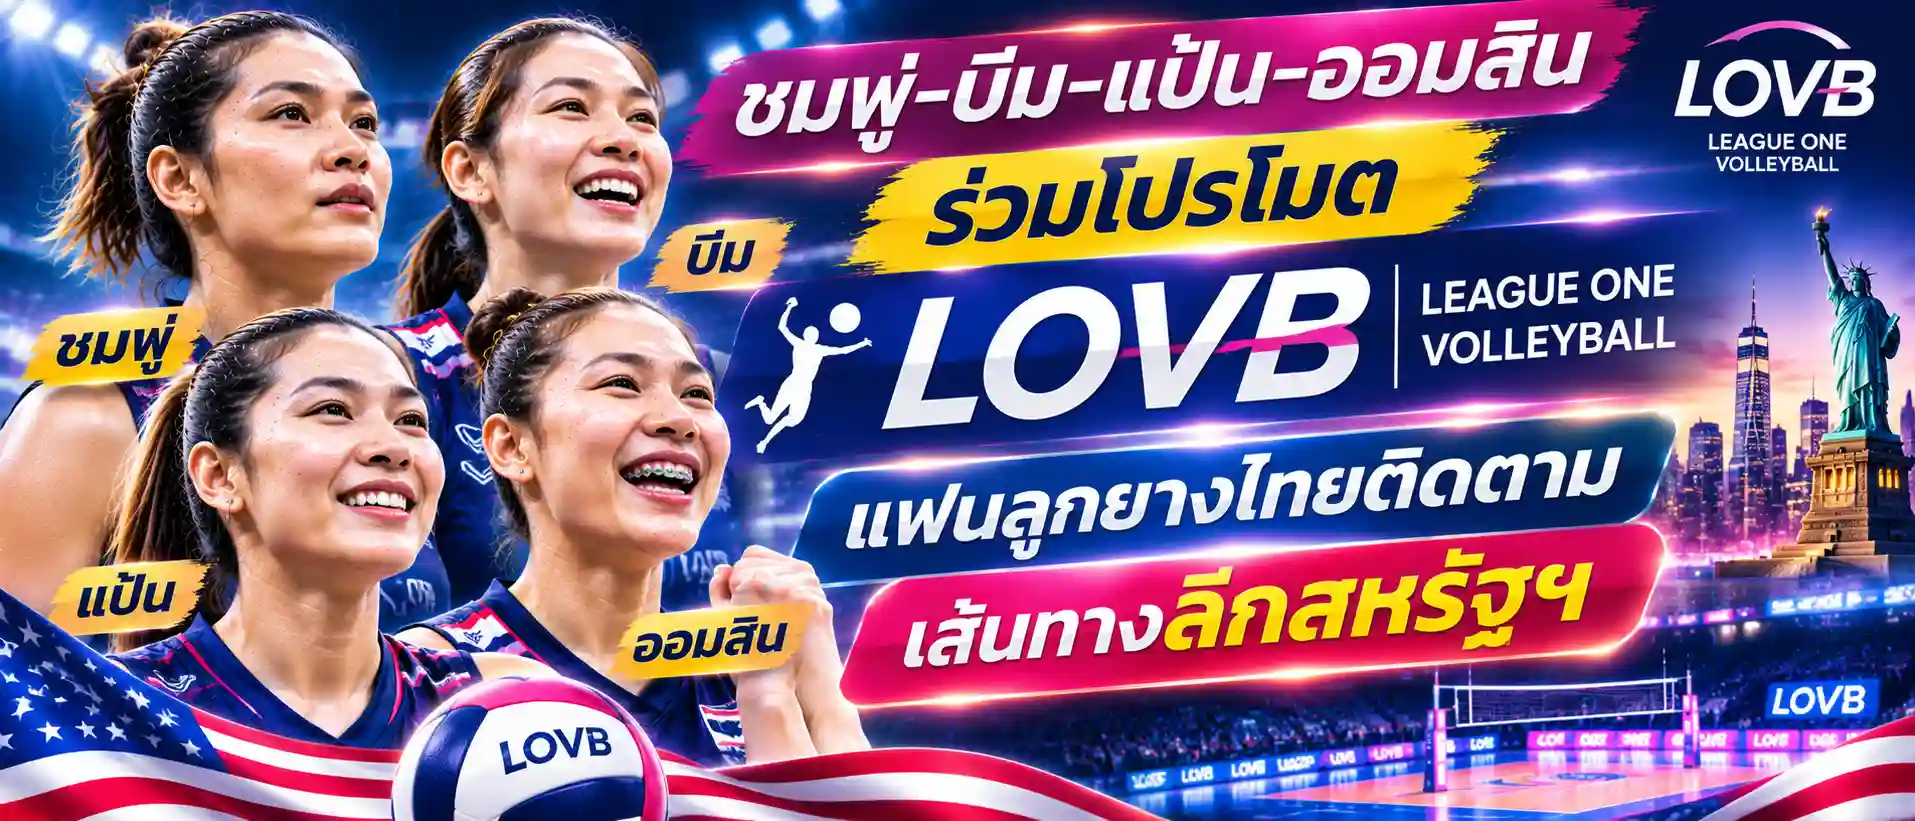 ชมพู่-บีม-แป้น-ออมสิน
ร่วมโปรโมต
LOVB
LEAGUE ONE
VOLLEYBALL
LOVB
LEAGUE ONE
VOLLEYBALL
แฟนลูกยางไทยติดตาม
เส้นทางลีกสหรัฐฯ
บีม
ชมพู่
แป้น
ออมสิน
LOVB
LOVB